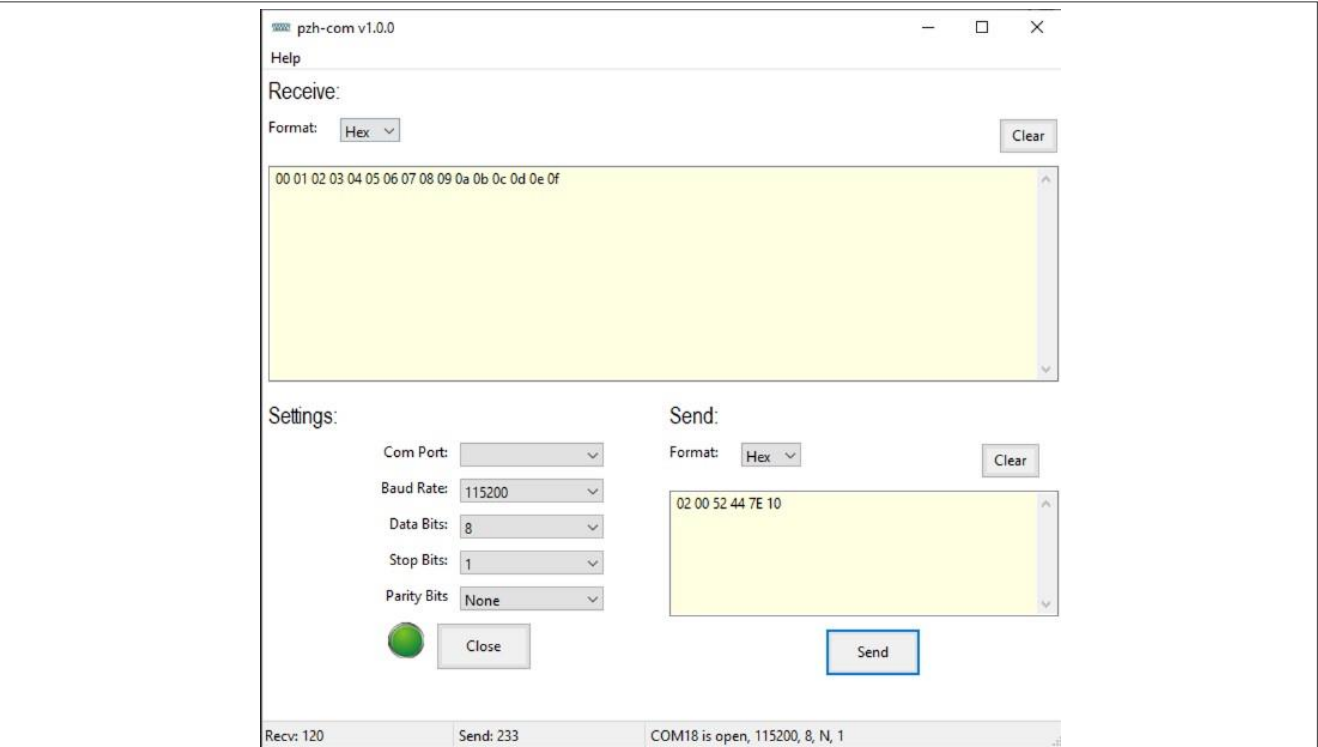 pzh-com v1.0.0
Help
Receive:
Format: Hex
Clear
00 01 02 03 04 05 06 07 08 09 0a 0b 0c 0d 0e 0f
Settings:
Com Port:
Baud Rate: 115200
Data Bits: 8
Stop Bits: 1
Parity Bits None
Close
Send:
Format: Hex
Clear
02 00 52 44 7E 10
Send
Recv: 120 Send: 233 COM18 is open, 115200, 8, N, 1